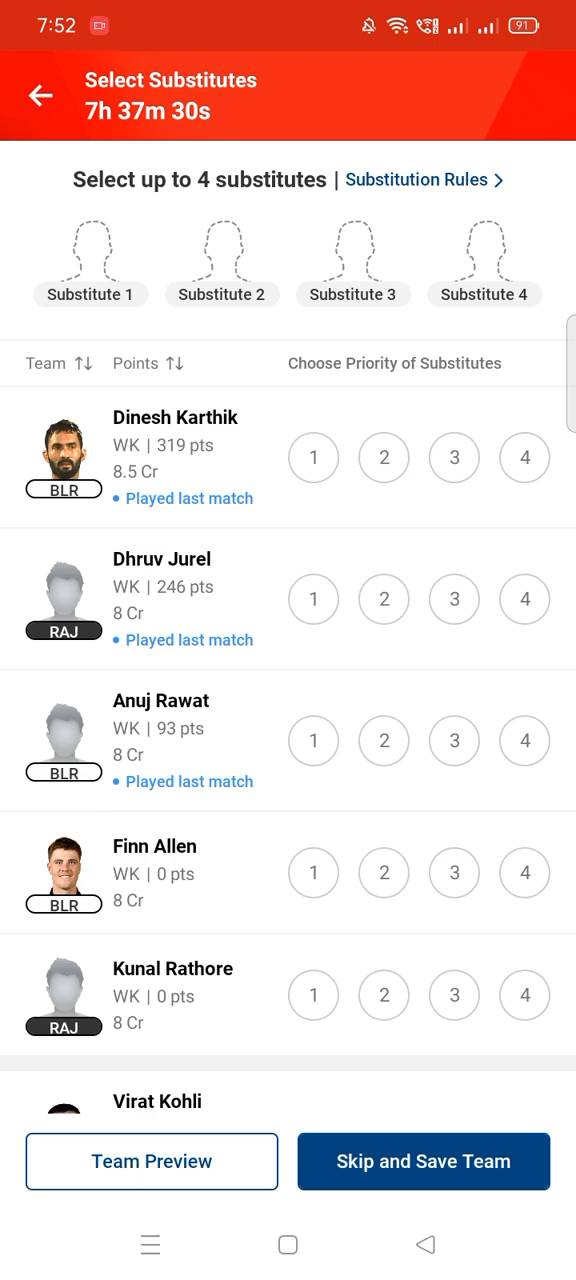 7:52
91
Select Substitutes
7h 37m 30s
Select up to 4 substitutes | Substitution Rules
Substitute 1 Substitute 2 Substitute 3 Substitute 4
Team Points Choose Priority of Substitutes
Dinesh Karthik
WK | 319 pts
8.5 Cr
Played last match
BLR
1 2 3 4
Dhruv Jurel
WK | 246 pts
8 Cr
Played last match
RAJ
1 2 3 4
Anuj Rawat
WK | 93 pts
8 Cr
Played last match
BLR
1 2 3 4
Finn Allen
WK | 0 pts
8 Cr
BLR
1 2 3 4
Kunal Rathore
WK | 0 pts
8 Cr
RAJ
1 2 3 4
Virat Kohli
Team Preview Skip and Save Team